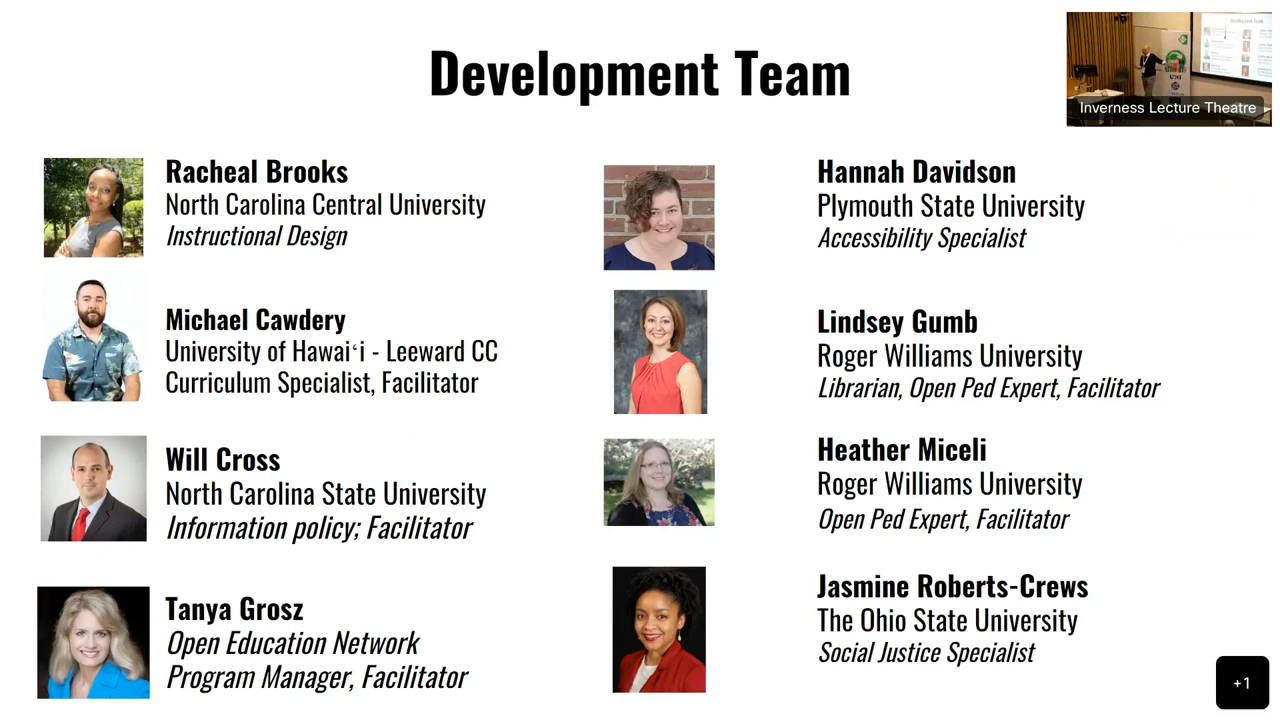 Development Team
Inverness Lecture Theatre
Racheal Brooks
North Carolina Central University
Instructional Design
Michael Cawdery
University of Hawaiʻi - Leeward CC
Curriculum Specialist, Facilitator
Will Cross
North Carolina State University
Information policy; Facilitator
Tanya Grosz
Open Education Network
Program Manager, Facilitator
Hannah Davidson
Plymouth State University
Accessibility Specialist
Lindsey Gumb
Roger Williams University
Librarian, Open Ped Expert, Facilitator
Heather Miceli
Roger Williams University
Open Ped Expert, Facilitator
Jasmine Roberts-Crews
The Ohio State University
Social Justice Specialist
+1